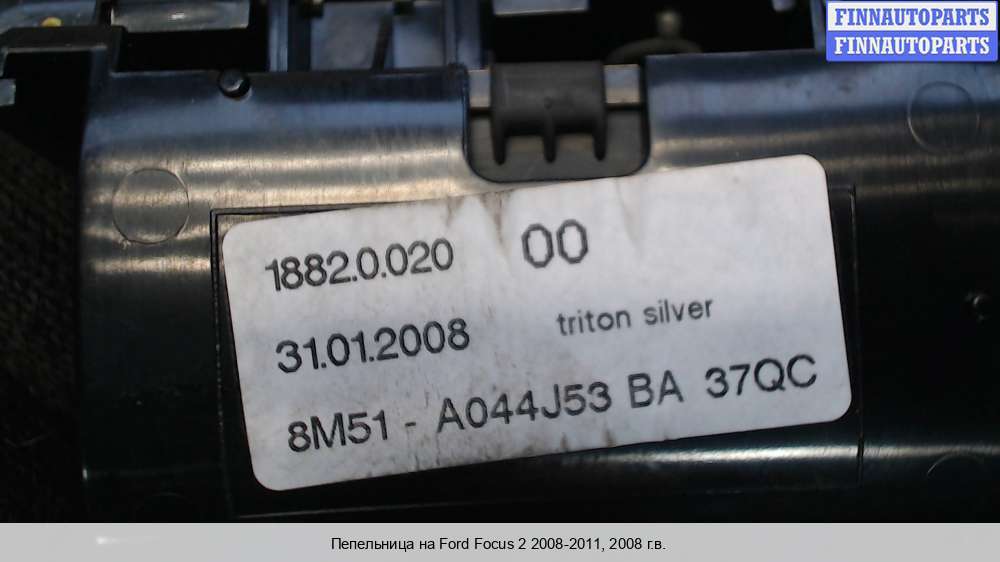 FINNAUTOPARTS
FINNAUTOPARTS
1882.0.020 00
31.01.2008 triton silver
8M51 - A044J53 BA 37QC
Пепельница на Ford Focus 2 2008-2011, 2008 г.в.